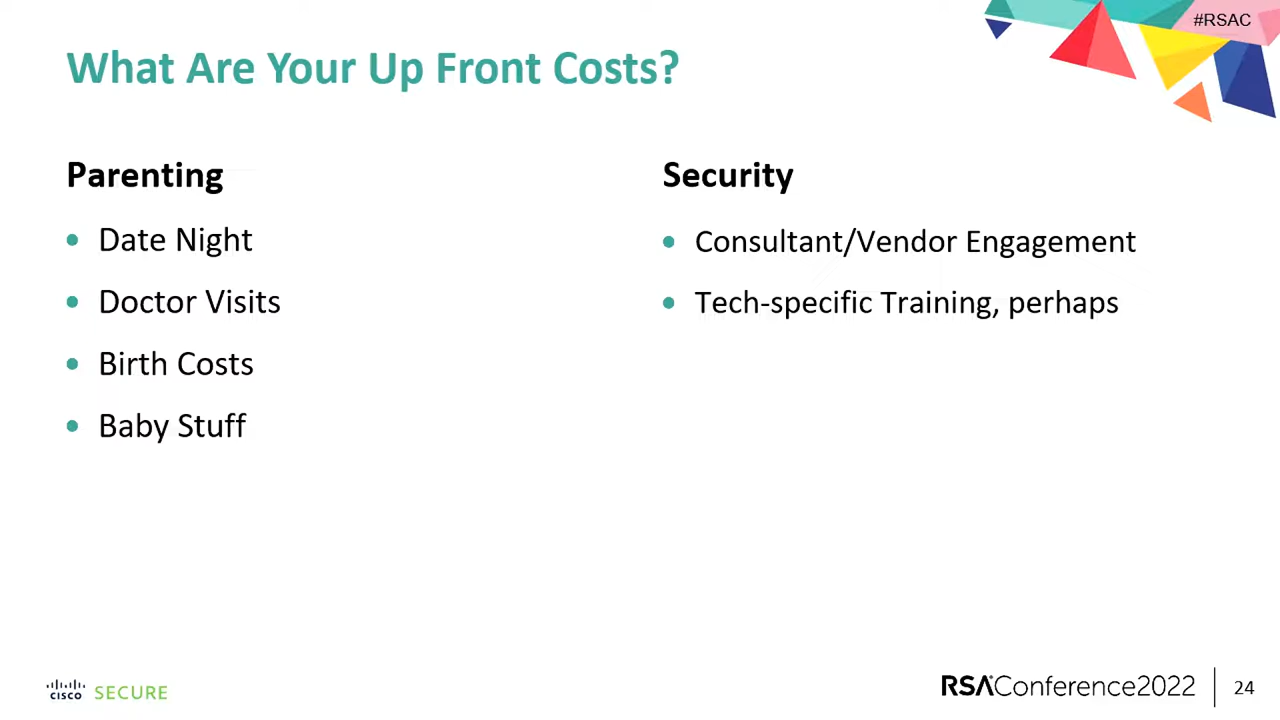 #RSAC
What Are Your Up Front Costs?
Parenting
• Date Night
• Doctor Visits
• Birth Costs
• Baby Stuff
Security
• Consultant/Vendor Engagement
• Tech-specific Training, perhaps
CISCO SECURE
RSAConference2022
24